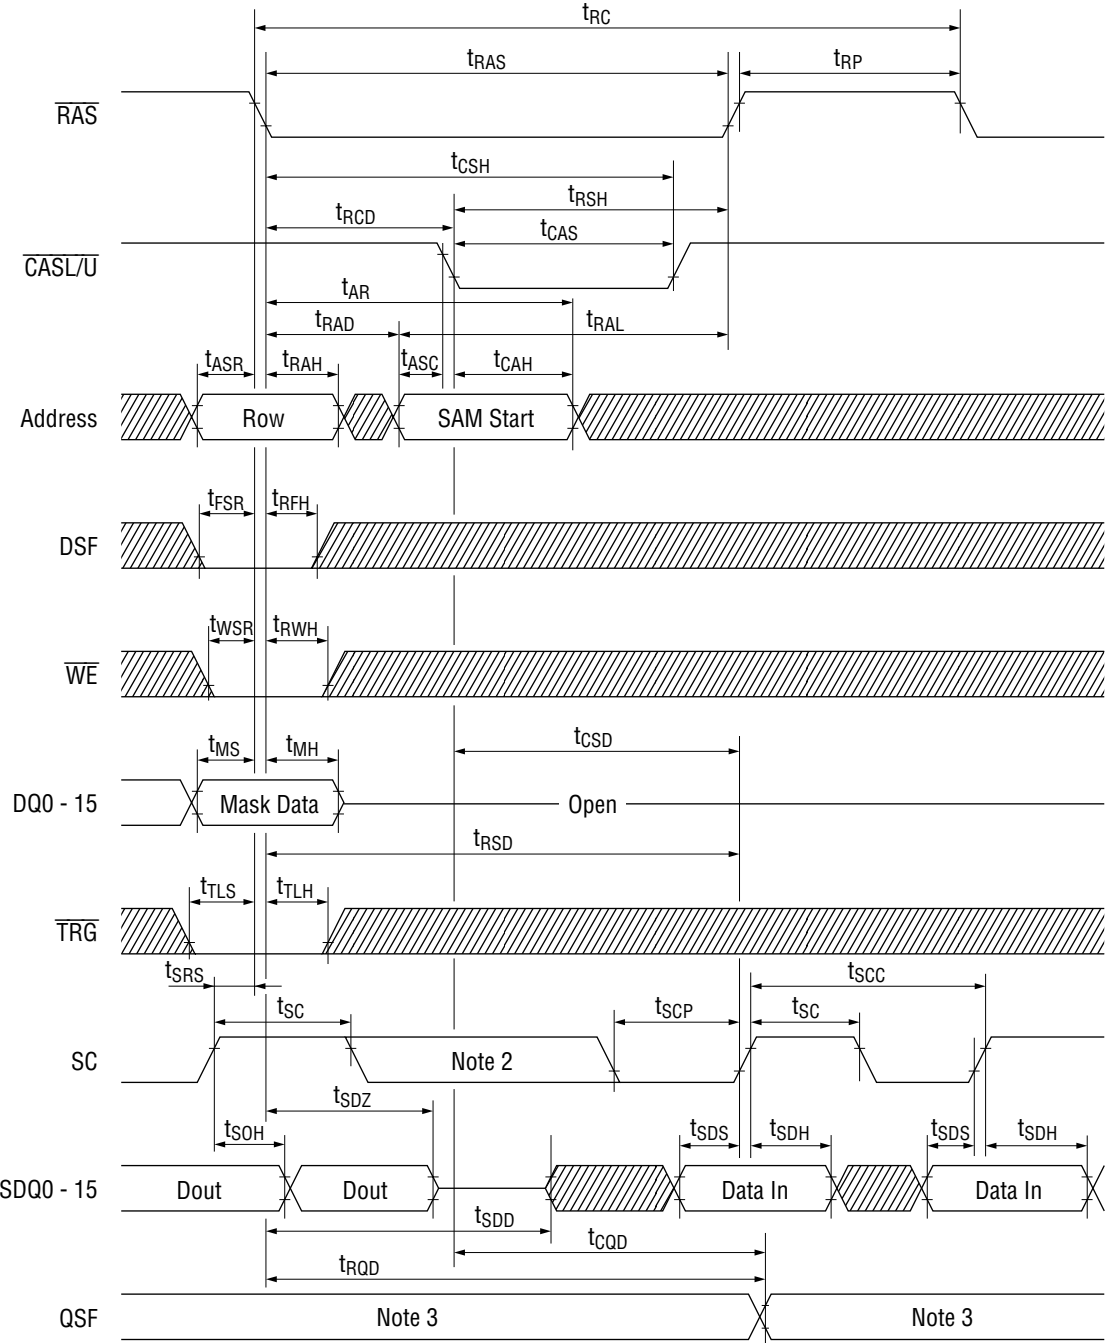 tRC
tRAS tRP
RAS
tCSH
tRSH
tRCD
tCAS
CASL/U
tAR
tRAD tRAL
tASR tRAH tASC tCAH
Address Row SAM Start
tFSR tRFH
DSF
tWSR tRWH
WE
tCSD
tMS tMH
DQ0 - 15 Mask Data Open
tRSD
tTLS tTLH
TRG
tSRS tSCC
tSC tSCP tSC
SC Note 2
tSDZ
tSOH tSDS tSDH tSDS tSDH
SDQ0 - 15 Dout Dout Data In Data In
tSDD
tCQD
tRQD
QSF Note 3 Note 3